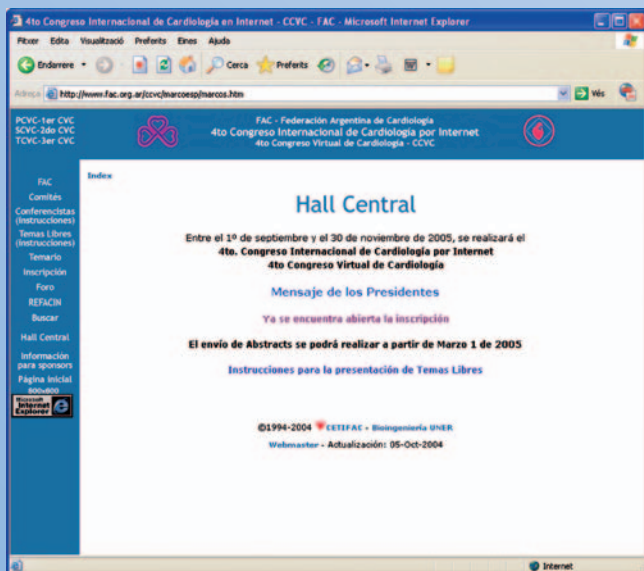 4to Congreso Internacional de Cardiología en Internet - CCVC - FAC - Microsoft Internet Explorer
Fitxer Edita Visualització Preferits Eines Ajuda
Endarrere Cerca Preferits
Adreça http://www.fac.org.ar/ccvc/marcoesp/marcos.htm Vés
PCVC-1er CVC
SCVC-2do CVC
TCVC-3er CVC
FAC - Federación Argentina de Cardiología
4to Congreso Internacional de Cardiología por Internet
4to Congreso Virtual de Cardiología - CCVC
FAC
Comités
Conferencistas
(Instrucciones)
Temas Libres
(Instrucciones)
Temario
Inscripción
Foro
REFACIN
Buscar
Hall Central
Información
para sponsors
Página inicial
800x600
Microsoft
Internet
Explorer
Index
Hall Central
Entre el 1º de septiembre y el 30 de noviembre de 2005, se realizará el
4to. Congreso Internacional de Cardiología por Internet
4to Congreso Virtual de Cardiología
Mensaje de los Presidentes
Ya se encuentra abierta la inscripción
El envío de Abstracts se podrá realizar a partir de Marzo 1 de 2005
Instrucciones para la presentación de Temas Libres
©1994-2004 CETIFAC - Bioingeniería UNER
Webmaster - Actualización: 05-Oct-2004
Internet